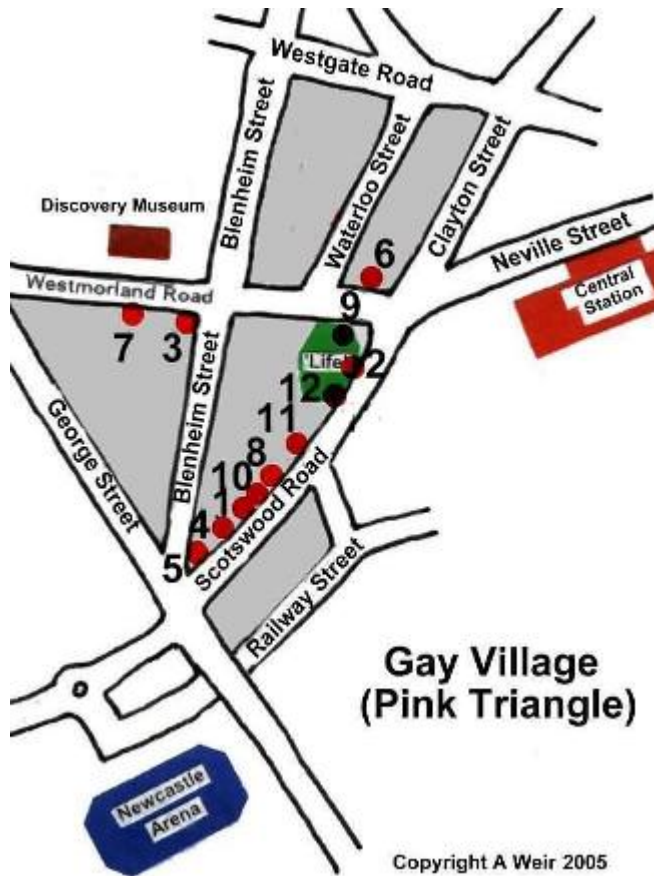 Westgate Road
Blenheim Street
Waterloo Street
Clayton Street
Discovery Museum
Neville Street
6
Central
Station
Westmorland Road
9
7
3
'Life'
2
12
11
George Street
Blenheim Street
8
10
1
4
Scotswood Road
5
Railway Street
Gay Village
(Pink Triangle)
Newcastle
Arena
Copyright A Weir 2005